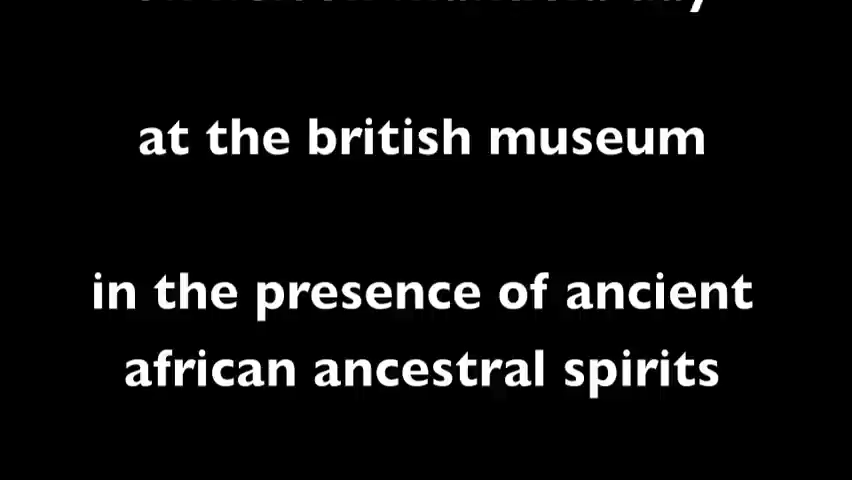 at the british museum
in the presence of ancient
african ancestral spirits